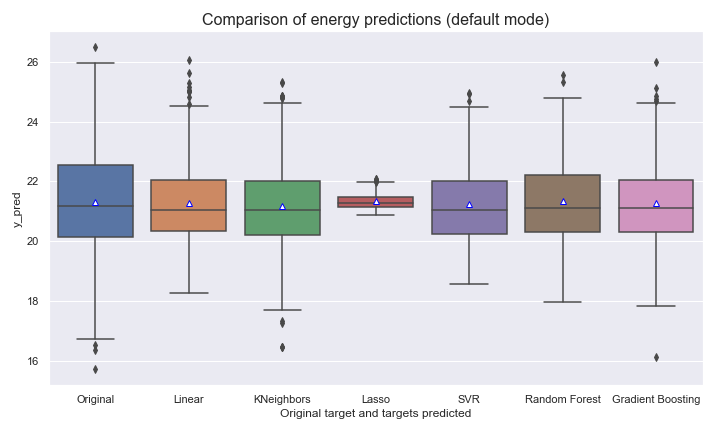 Comparison of energy predictions (default mode)
y_pred
26
24
22
20
18
16
Original Linear KNeighbors Lasso SVR Random Forest Gradient Boosting
Original target and targets predicted